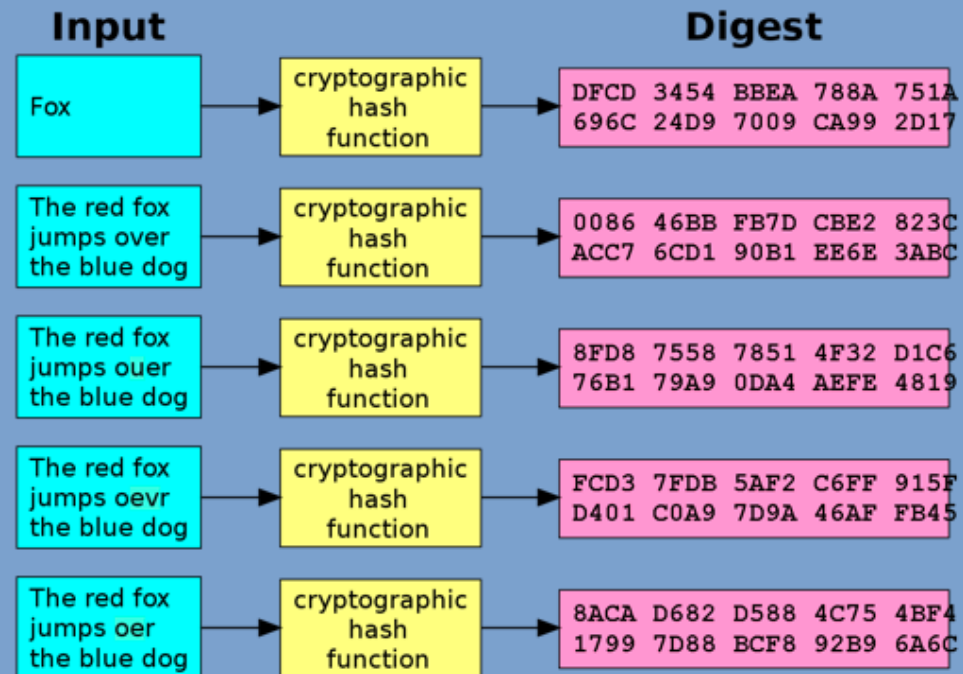 Input
Digest
Fox
cryptographic
hash
function
DFCD 3454 BBEA 788A 751A
696C 24D9 7009 CA99 2D17
The red fox
jumps over
the blue dog
cryptographic
hash
function
0086 46BB FB7D CBE2 823C
ACC7 6CD1 90B1 EE6E 3ABC
The red fox
jumps ouer
the blue dog
cryptographic
hash
function
8FD8 7558 7851 4F32 D1C6
76B1 79A9 0DA4 AEFE 4819
The red fox
jumps oevr
the blue dog
cryptographic
hash
function
FCD3 7FDB 5AF2 C6FF 915F
D401 C0A9 7D9A 46AF FB45
The red fox
jumps oer
the blue dog
cryptographic
hash
function
8ACA D682 D588 4C75 4BF4
1799 7D88 BCF8 92B9 6A6C